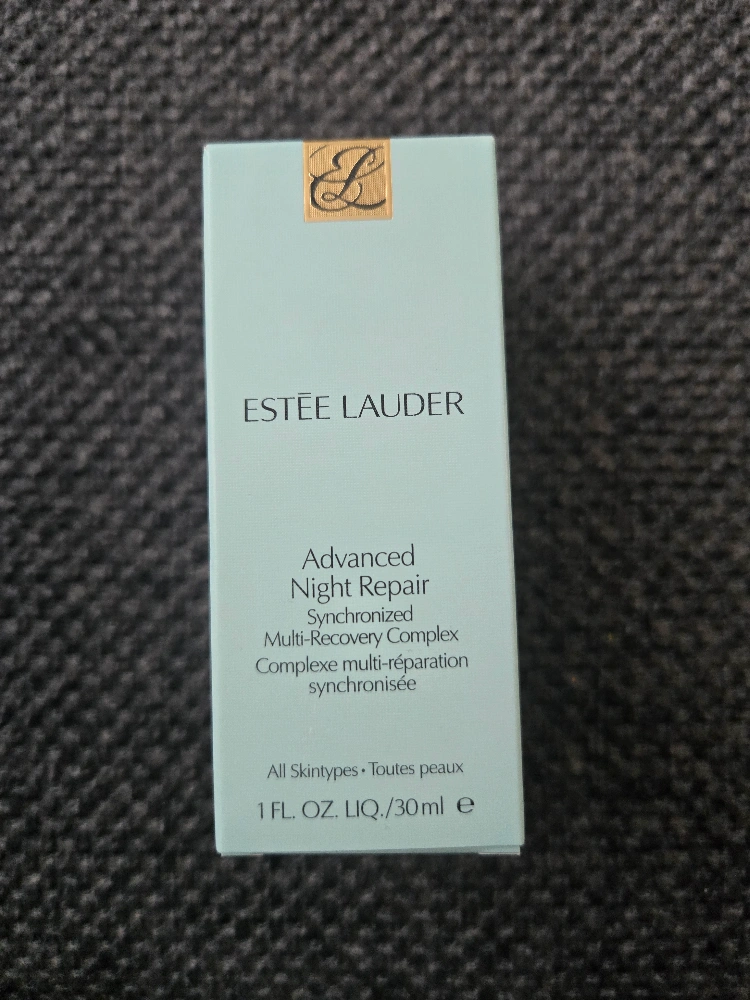 EL
ESTĒE LAUDER
Advanced
Night Repair
Synchronized
Multi-Recovery Complex
Complexe multi-réparation
synchronisée
All Skintypes • Toutes peaux
1 FL. OZ. LIQ./30 ml ℮